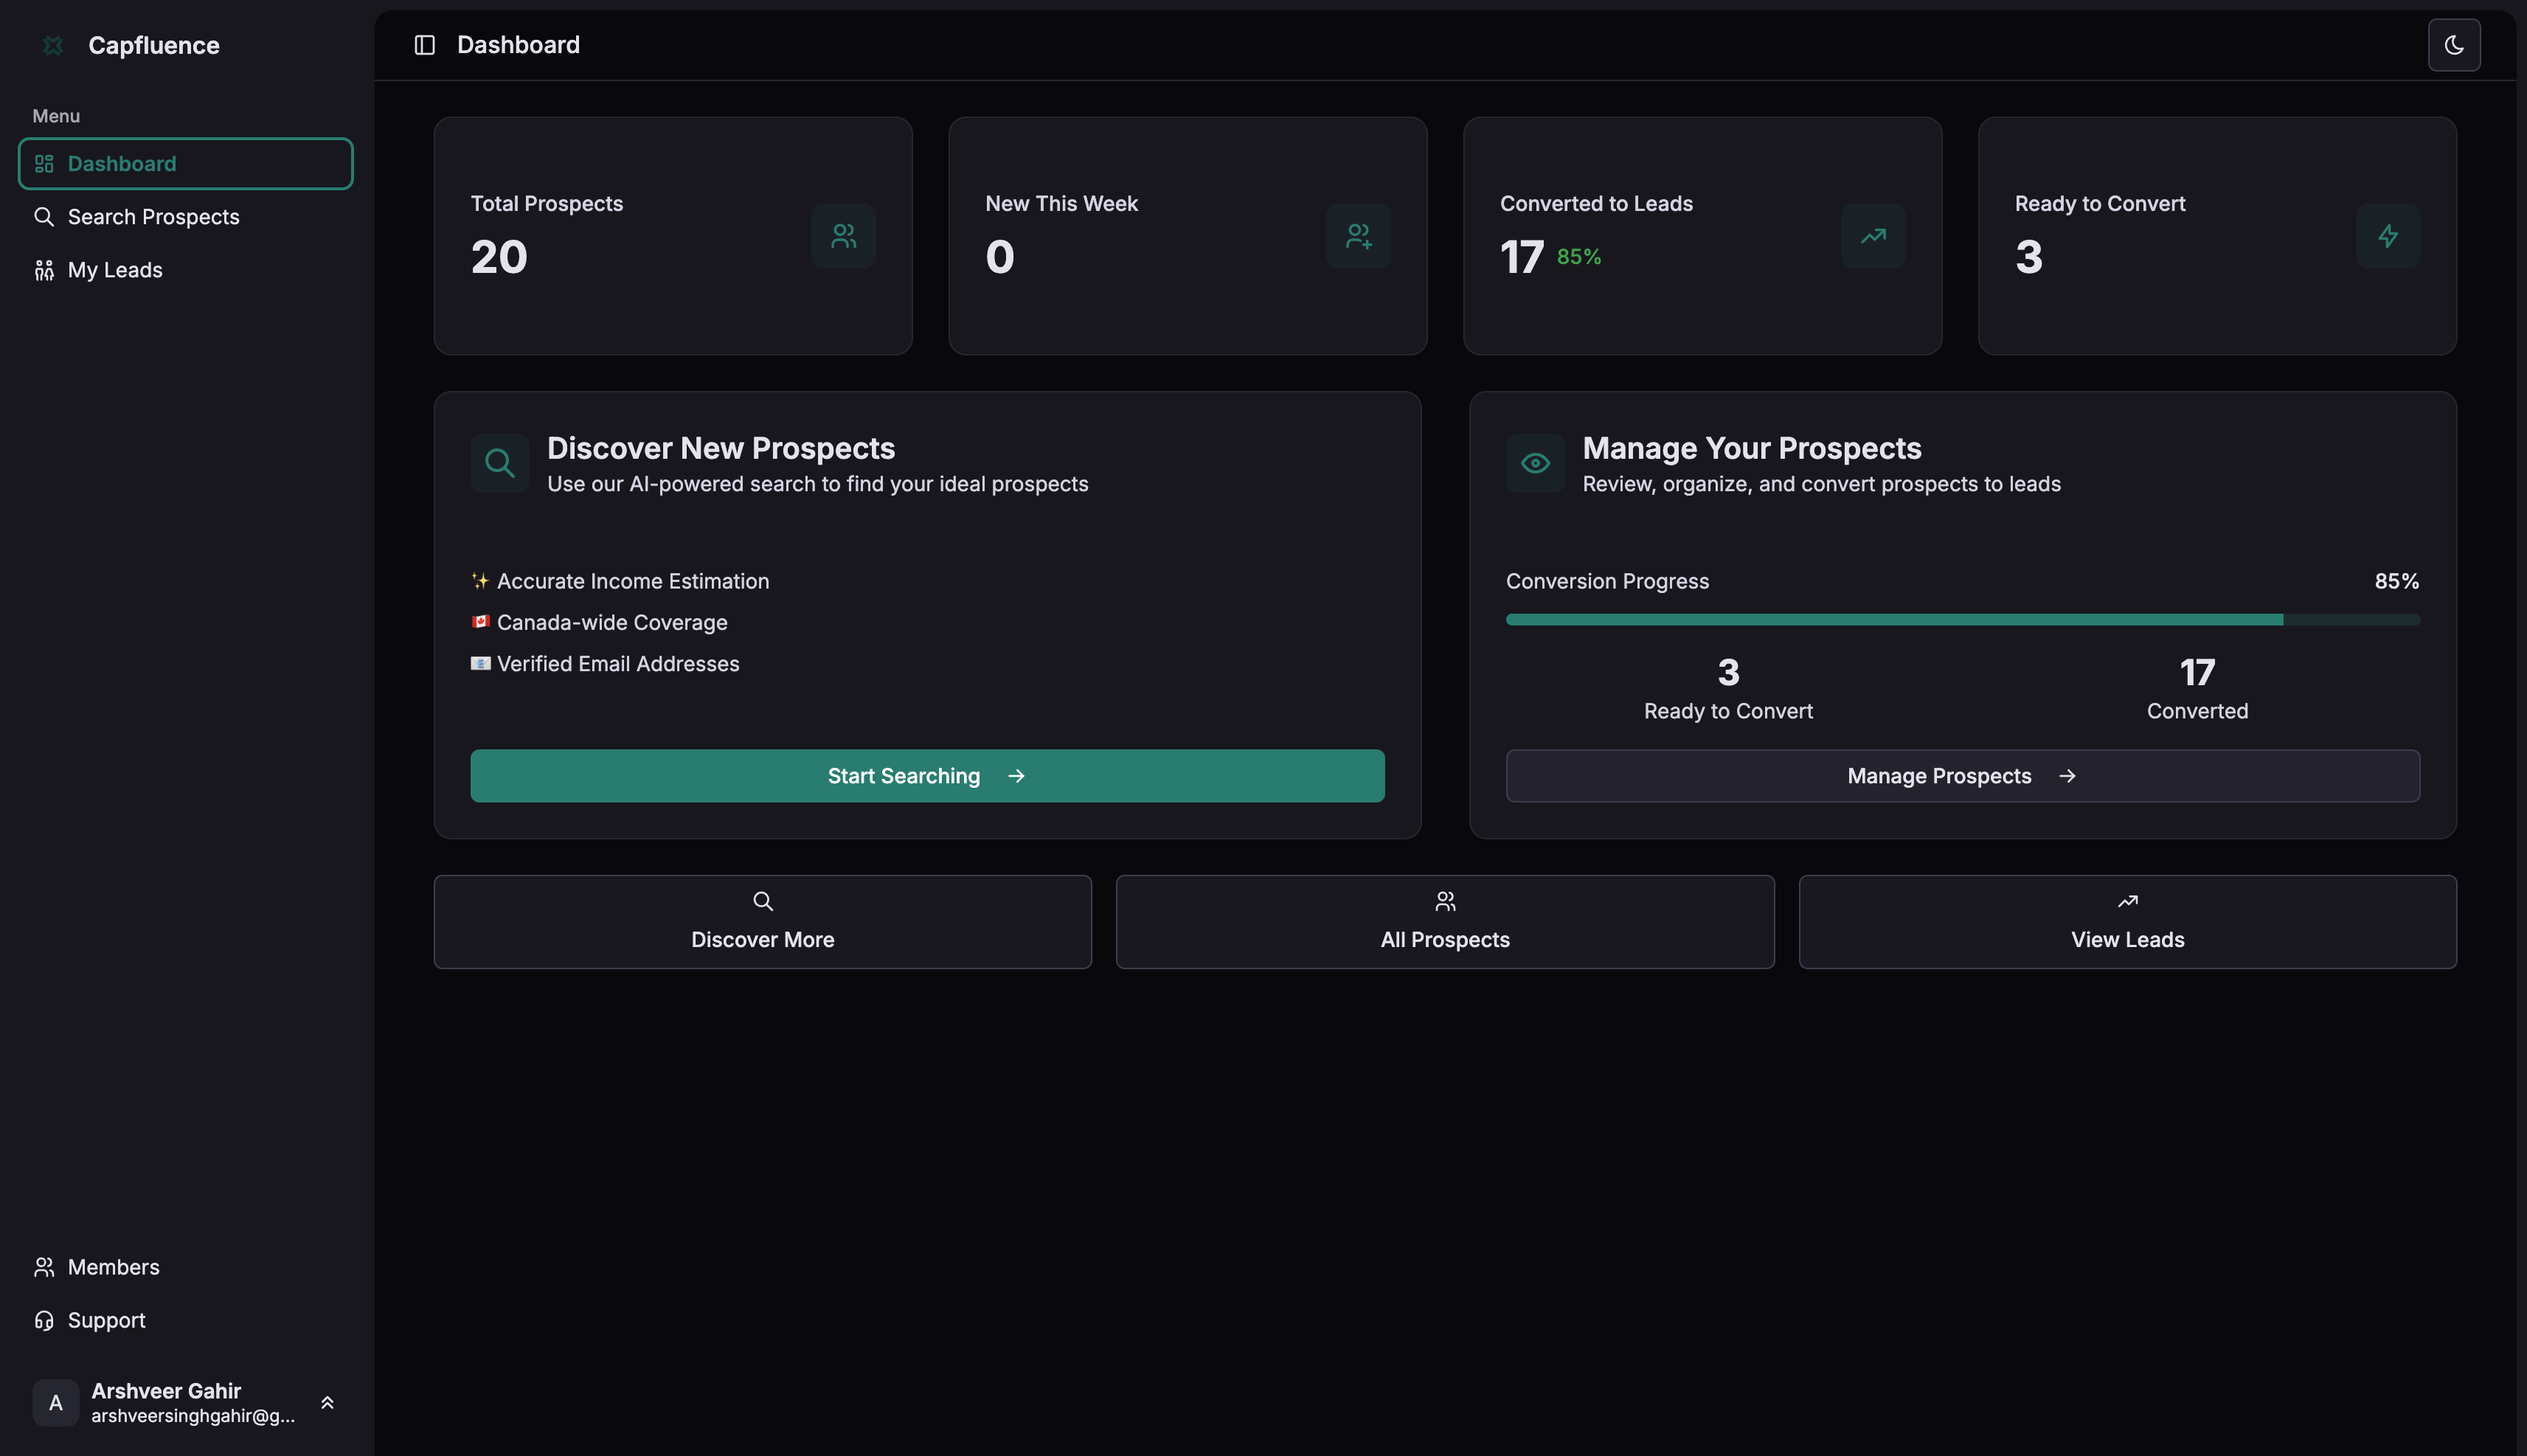 Capfluence
Menu
Dashboard
Search Prospects
My Leads
Members
Support
A
Arshveer Gahir
arshveersinghgahir@g...
Dashboard
Total Prospects
20
New This Week
0
Converted to Leads
17 85%
Ready to Convert
3
Discover New Prospects
Use our AI-powered search to find your ideal prospects
Accurate Income Estimation
Canada-wide Coverage
Verified Email Addresses
Start Searching
Manage Your Prospects
Review, organize, and convert prospects to leads
Conversion Progress
85%
3
Ready to Convert
17
Converted
Manage Prospects
Discover More
All Prospects
View Leads